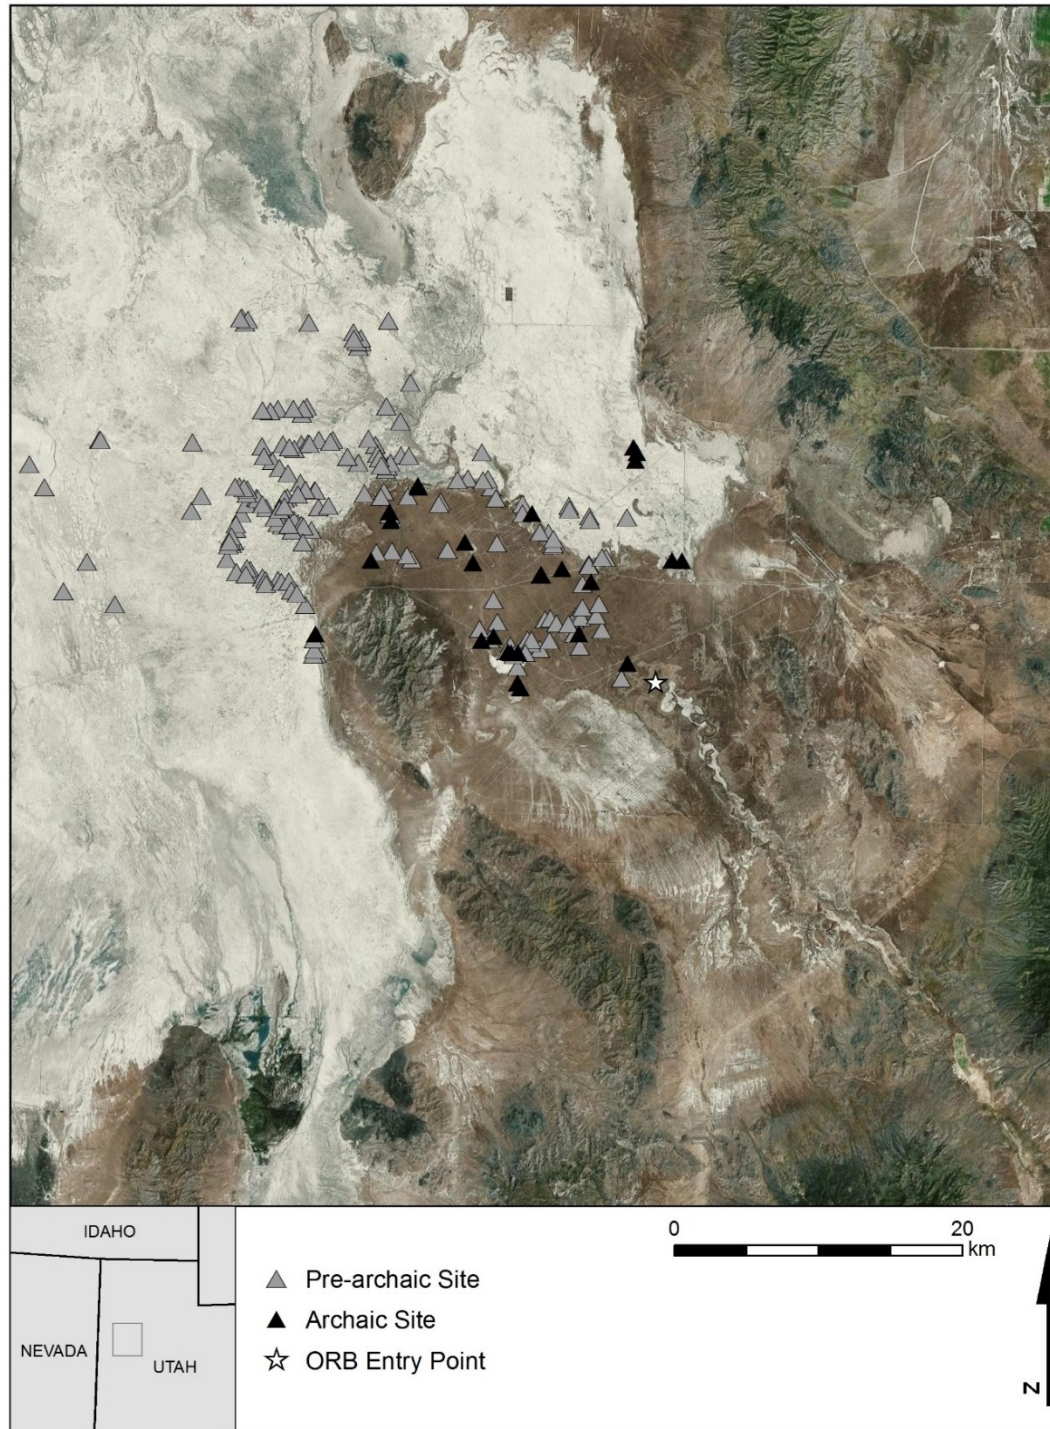 0 20
km
IDAHO
NEVADA
UTAH
Pre-archaic Site
Archaic Site
ORB Entry Point
N